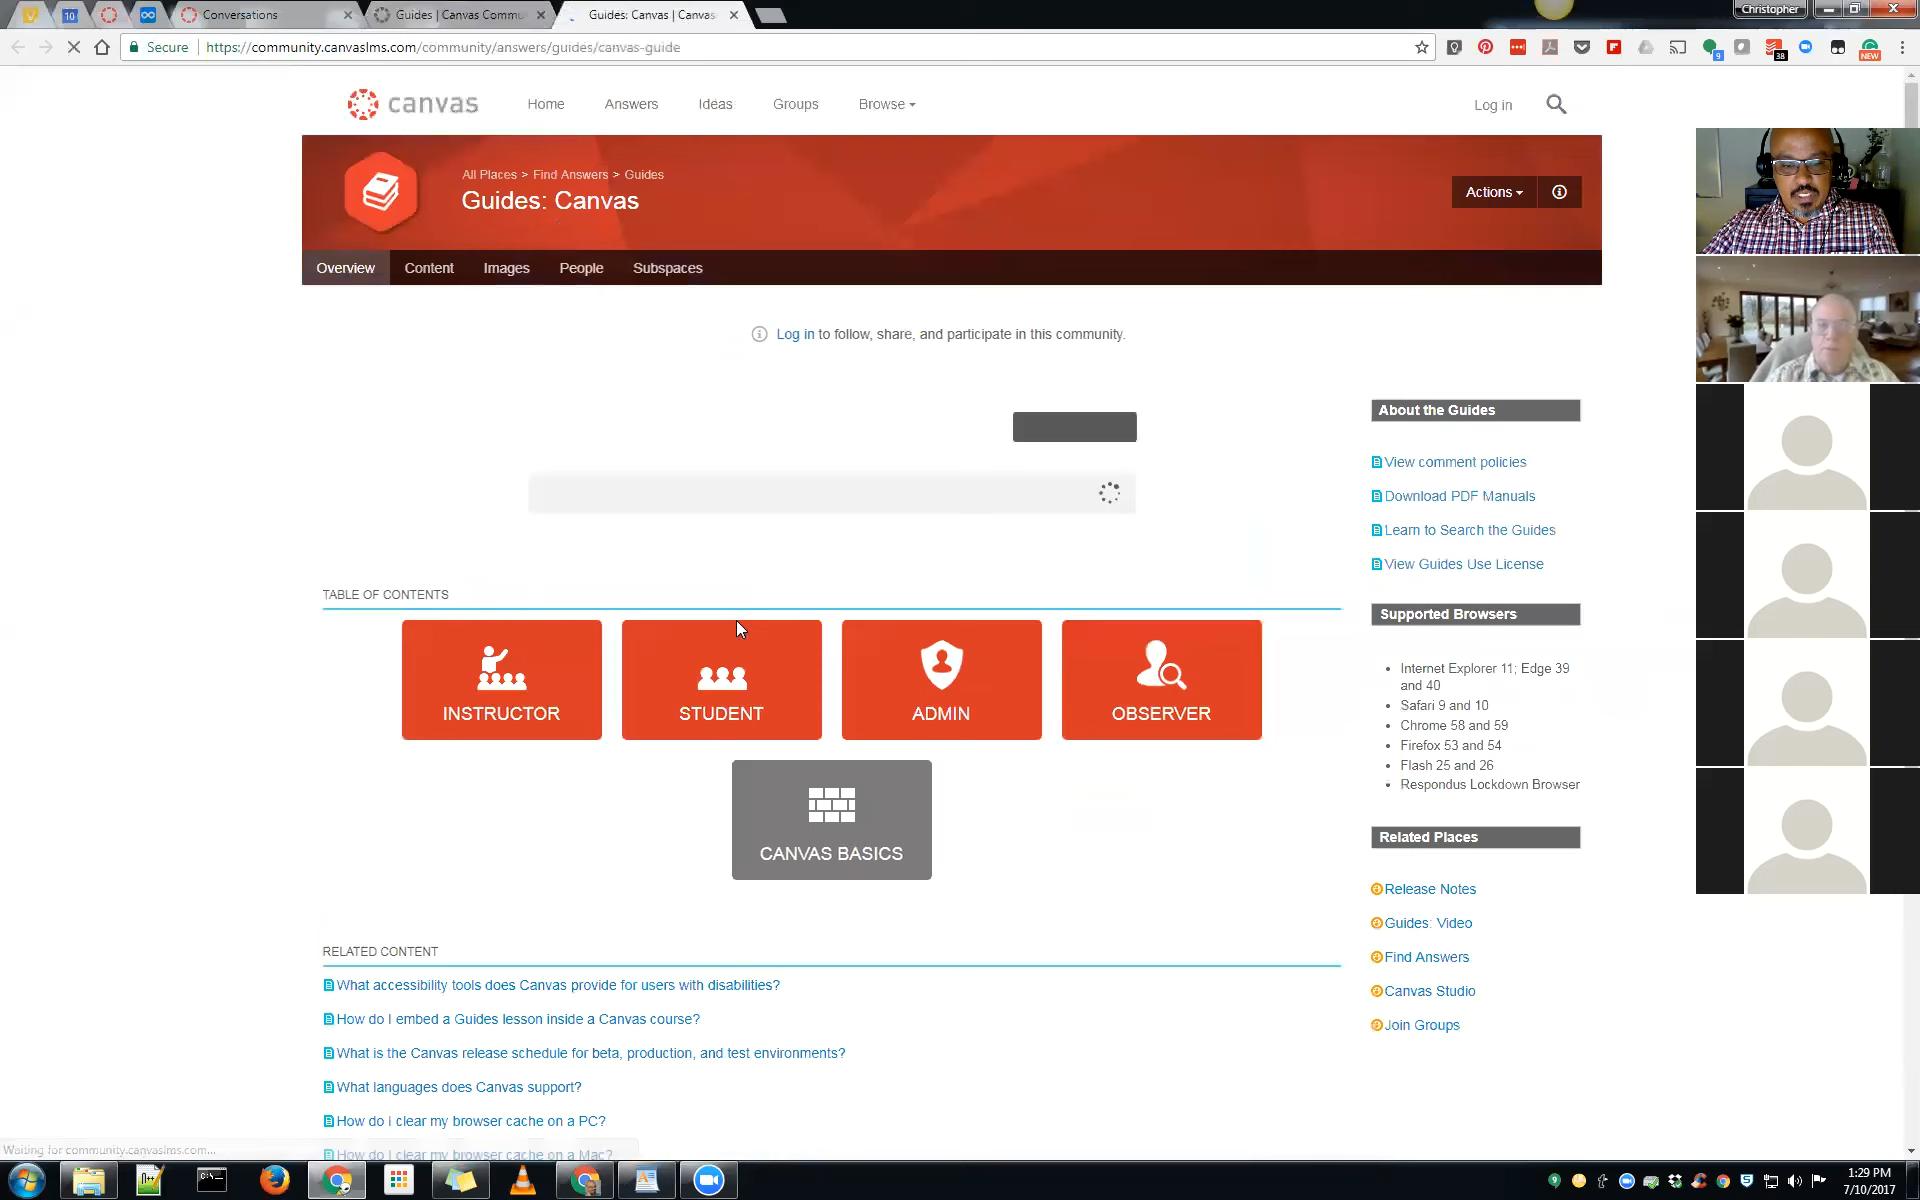 Conversations
Guides | Canvas Commu
Guides: Canvas | Canvas
Christopher
Secure
https://community.canvaslms.com/community/answers/guides/canvas-guide
9
38
NEW
10
canvas
Home
Answers
Ideas
Groups
Browse
Log in
All Places > Find Answers > Guides
Guides: Canvas
Actions
Overview
Content
Images
People
Subspaces
Log in to follow, share, and participate in this community.
TABLE OF CONTENTS
INSTRUCTOR
STUDENT
ADMIN
OBSERVER
CANVAS BASICS
RELATED CONTENT
What accessibility tools does Canvas provide for users with disabilities?
How do I embed a Guides lesson inside a Canvas course?
What is the Canvas release schedule for beta, production, and test environments?
What languages does Canvas support?
How do I clear my browser cache on a PC?
How do I clear my browser cache on a Mac?
About the Guides
View comment policies
Download PDF Manuals
Learn to Search the Guides
View Guides Use License
Supported Browsers
Internet Explorer 11; Edge 39
and 40
Safari 9 and 10
Chrome 58 and 59
Firefox 53 and 54
Flash 25 and 26
Respondus Lockdown Browser
Related Places
Release Notes
Guides: Video
Find Answers
Canvas Studio
Join Groups
Waiting for community.canvaslms.com...
1:29 PM
7/10/2017